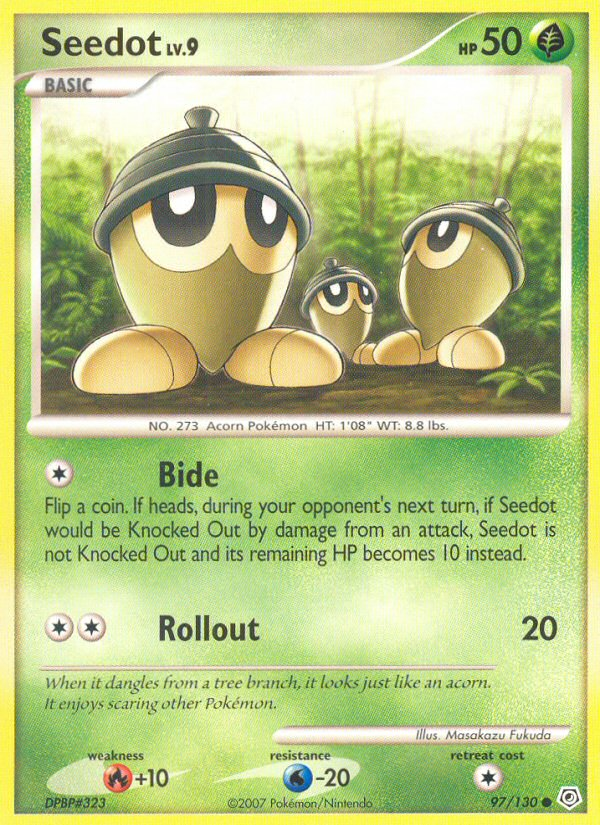 Seedot LV.9 HP 50
BASIC
NO. 273 Acorn Pokémon HT: 1'08" WT: 8.8 lbs.
Bide
Flip a coin. If heads, during your opponent's next turn, if Seedot
would be Knocked Out by damage from an attack, Seedot is
not Knocked Out and its remaining HP becomes 10 instead.
Rollout 20
When it dangles from a tree branch, it looks just like an acorn.
It enjoys scaring other Pokémon.
Illus. Masakazu Fukuda
weakness resistance retreat cost
+10 -20
DPBP#323 ©2007 Pokémon/Nintendo 97/130